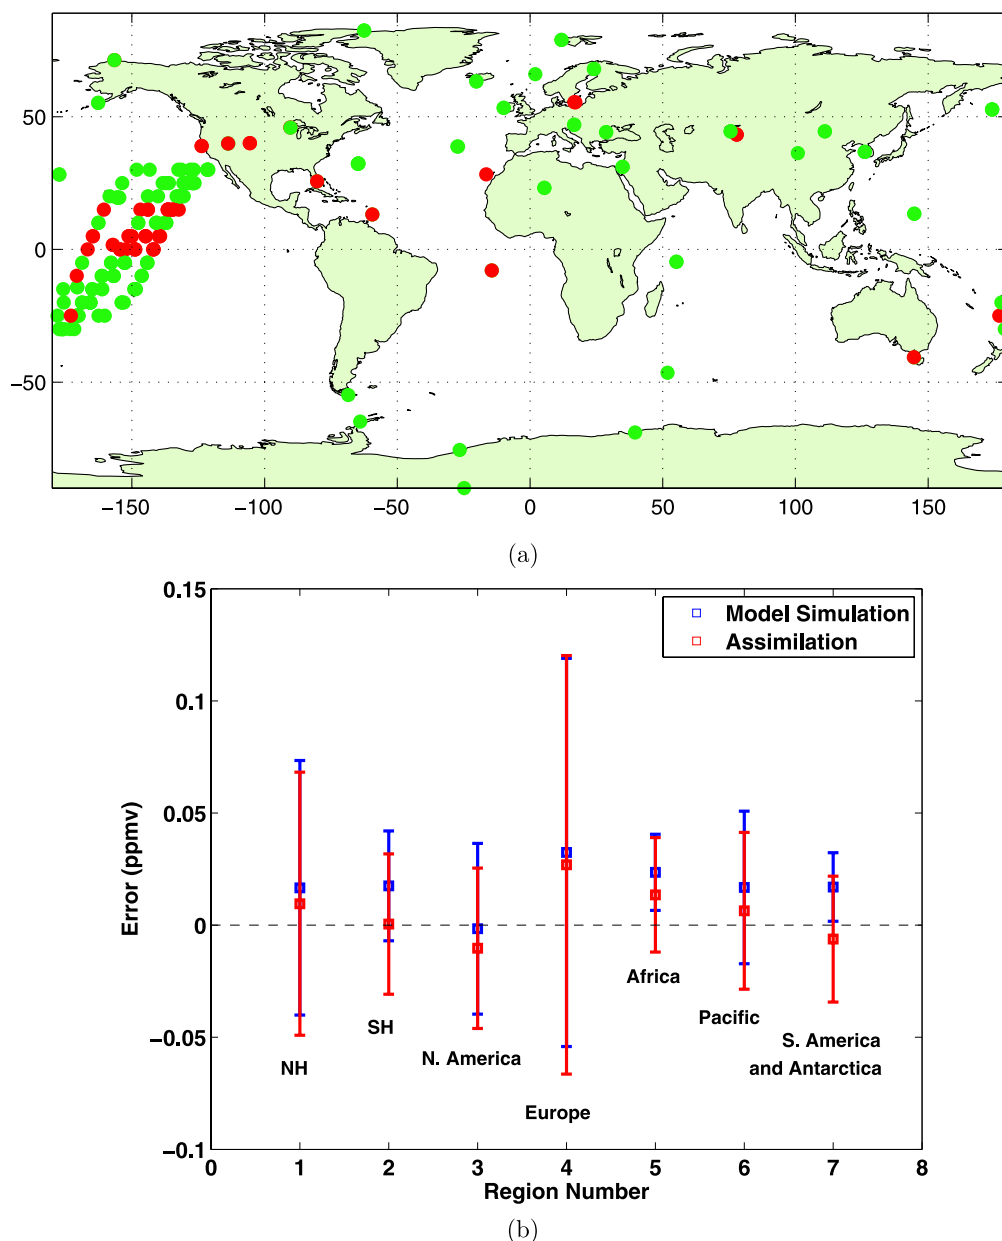 50
0
−50
−150
−100
−50
0
50
100
150
(a)
0.15
0.1
0.05
0
−0.05
−0.1
Error (ppmv)
Model Simulation
Assimilation
NH
SH
N. America
Europe
Africa
Pacific
S. America
and Antarctica
0
1
2
3
4
5
6
7
8
Region Number
(b)